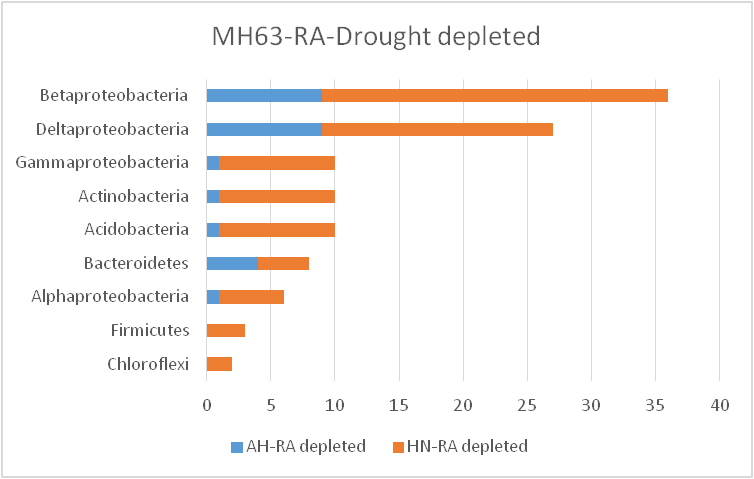 MH63-RA-Drought depleted
Betaproteobacteria
Deltaproteobacteria
Gammaproteobacteria
Actinobacteria
Acidobacteria
Bacteroidetes
Alphaproteobacteria
Firmicutes
Chloroflexi
0 5 10 15 20 25 30 35 40
AH-RA depleted HN-RA depleted